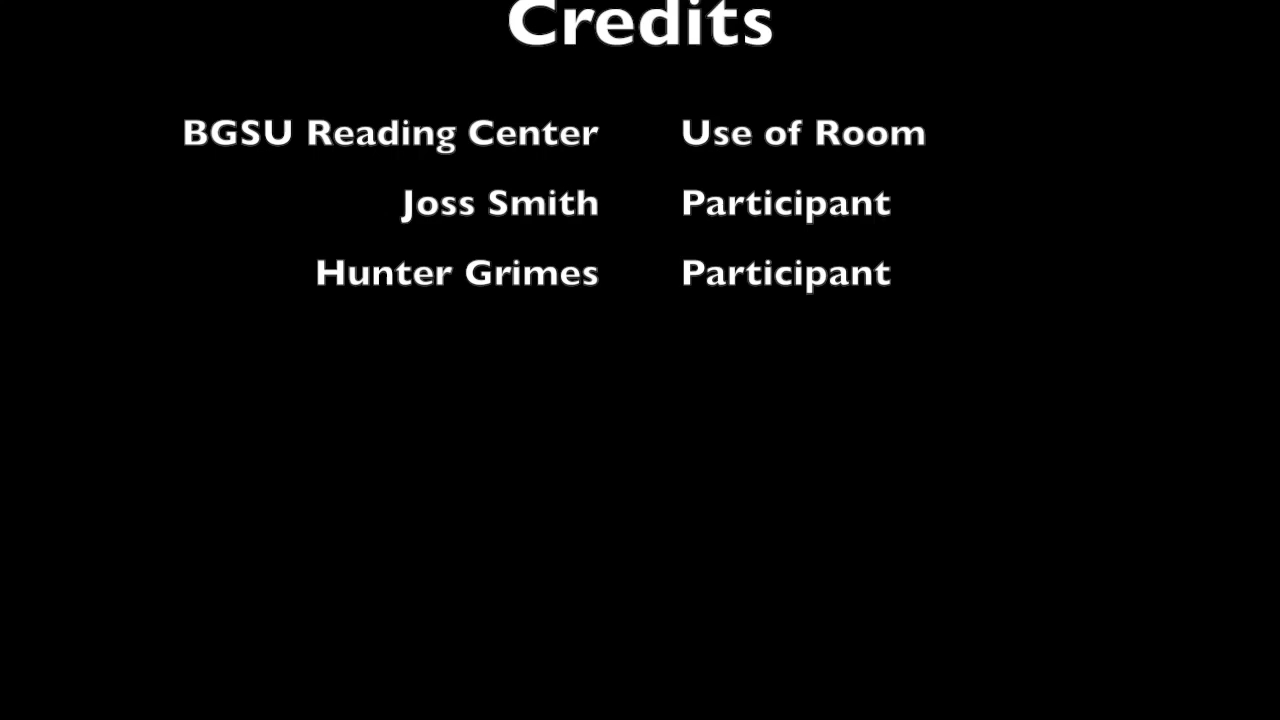 Credits
BGSU Reading Center Use of Room
Joss Smith Participant
Hunter Grimes Participant